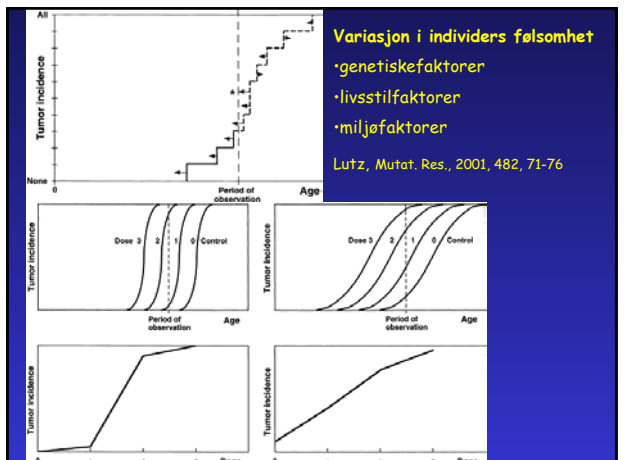 All
Tumor incidence
None
*
0
Period of
observation
Age
Variasjon i individers følsomhet
•genetiskefaktorer
•livsstilfaktorer
•miljøfaktorer
Lutz, Mutat. Res., 2001, 482, 71-76
Tumor incidence
Dose 3 2 1 0 Control
Period of
observation
Age
Tumor incidence
Dose 3 2 1 0 Control
Period of
observation
Age
Tumor incidence
Tumor incidence